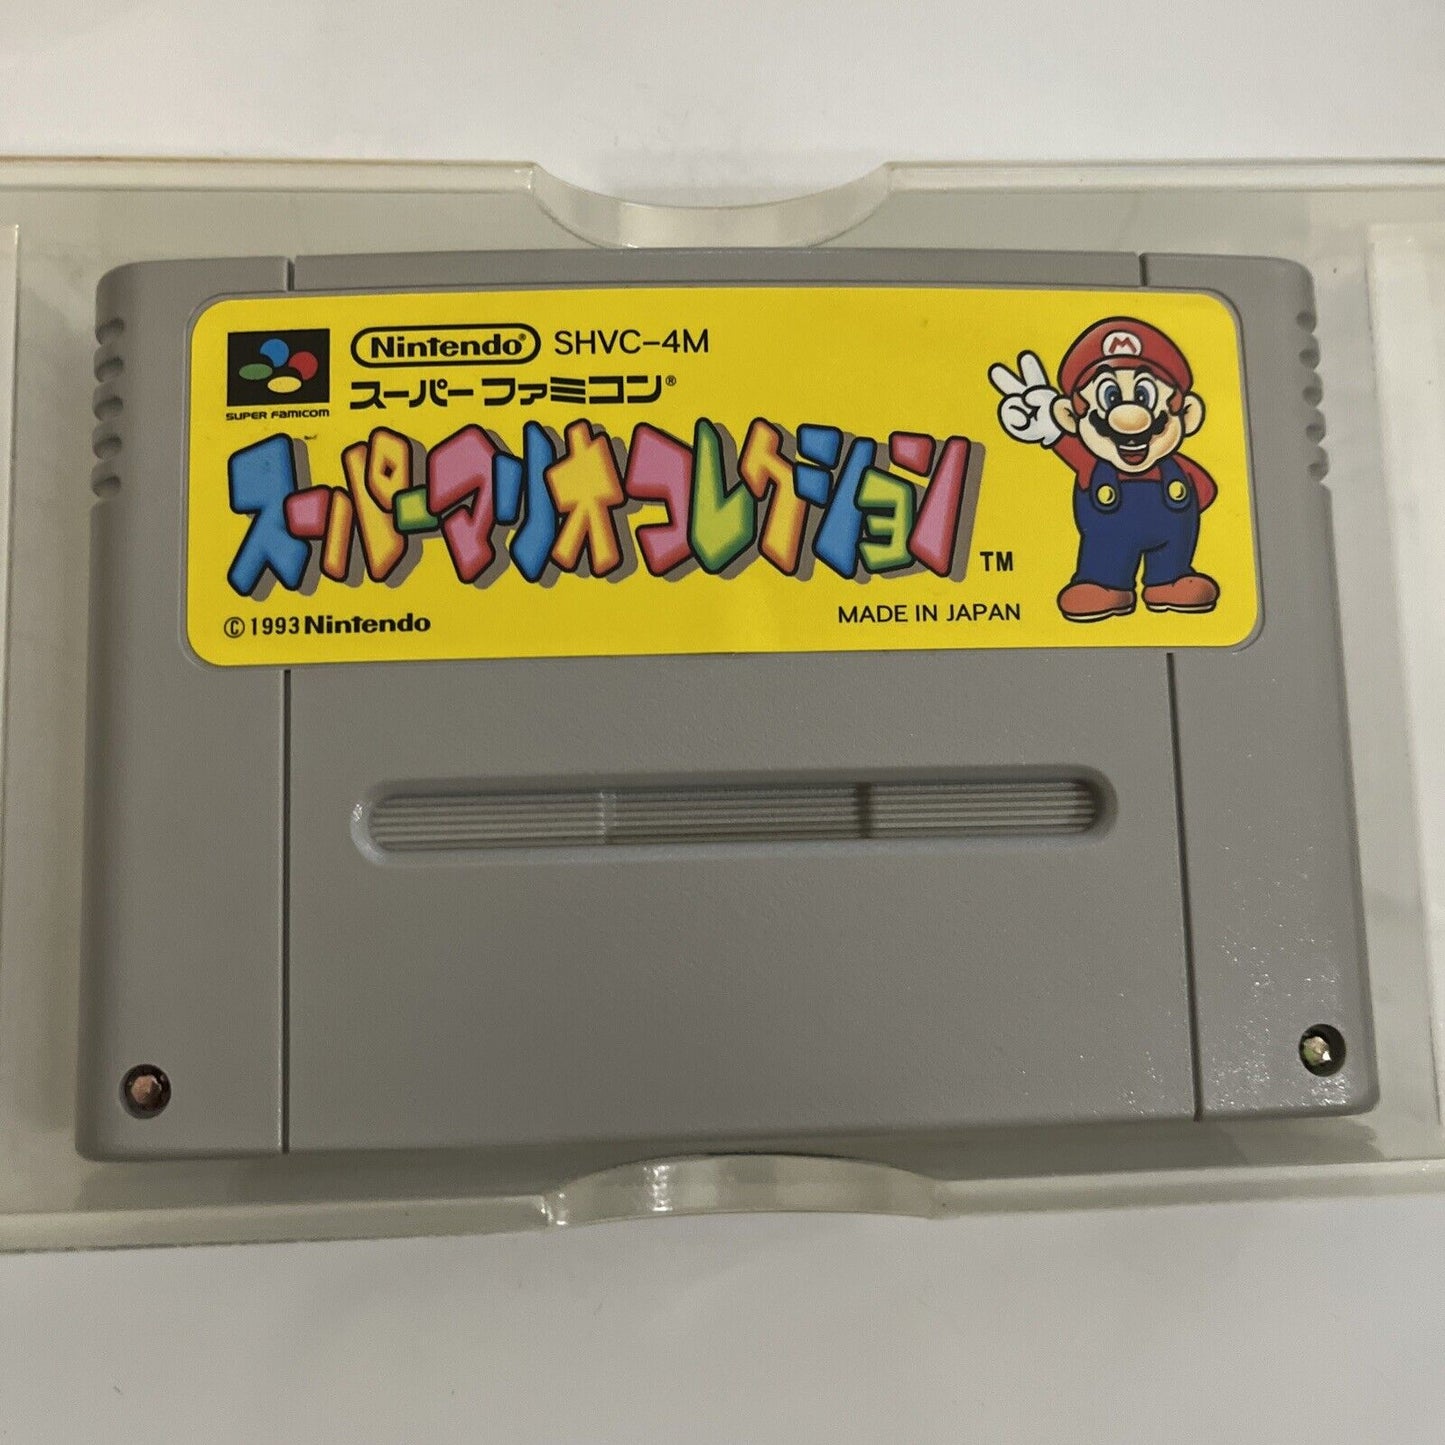 Nintendo® SHVC-4M
スーパーファミコン®
SUPER FAMICOM
スーパーマリオコレクション TM
© 1993 Nintendo
MADE IN JAPAN
M